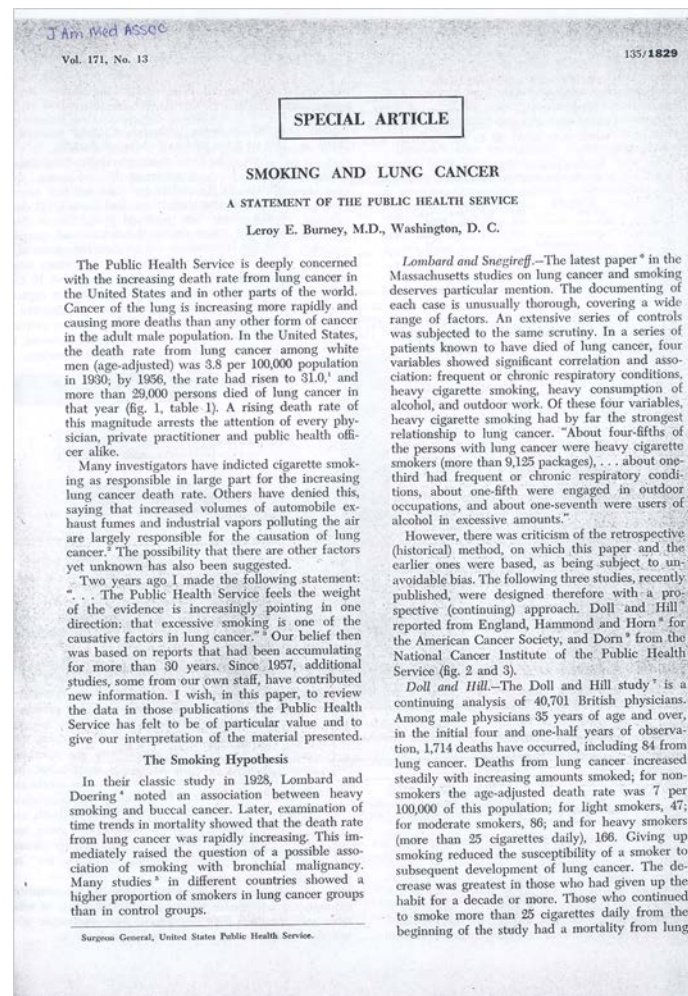 J Am Med Assoc
Vol. 171, No. 13
135/1829
SPECIAL ARTICLE
SMOKING AND LUNG CANCER
A STATEMENT OF THE PUBLIC HEALTH SERVICE
Leroy E. Burney, M.D., Washington, D. C.
The Public Health Service is deeply concerned
with the increasing death rate from lung cancer in
the United States and in other parts of the world.
Cancer of the lung is increasing more rapidly and
causing more deaths than any other form of cancer
in the adult male population. In the United States,
the death rate from lung cancer among white
men (age-adjusted) was 3.8 per 100,000 population
in 1930; by 1956, the rate had risen to 31.0,¹ and
more than 29,000 persons died of lung cancer in
that year (fig. 1, table 1). A rising death rate of
this magnitude arrests the attention of every phy-
sician, private practitioner and public health offi-
cer alike.
Many investigators have indicted cigarette smok-
ing as responsible in large part for the increasing
lung cancer death rate. Others have denied this,
saying that increased volumes of automobile ex-
haust fumes and industrial vapors polluting the air
are largely responsible for the causation of lung
cancer.² The possibility that there are other factors
yet unknown has also been suggested.
Two years ago I made the following statement:
“. . . The Public Health Service feels the weight
of the evidence is increasingly pointing in one
direction: that excessive smoking is one of the
causative factors in lung cancer.” ³ Our belief then
was based on reports that had been accumulating
for more than 30 years. Since 1957, additional
studies, some from our own staff, have contributed
new information. I wish, in this paper, to review
the data in those publications the Public Health
Service has felt to be of particular value and to
give our interpretation of the material presented.
The Smoking Hypothesis
In their classic study in 1928, Lombard and
Doering ⁴ noted an association between heavy
smoking and buccal cancer. Later, examination of
time trends in mortality showed that the death rate
from lung cancer was rapidly increasing. This im-
mediately raised the question of a possible asso-
ciation of smoking with bronchial malignancy.
Many studies ⁵ in different countries showed a
higher proportion of smokers in lung cancer groups
than in control groups.
Surgeon General, United States Public Health Service.
Lombard and Snegireff.—The latest paper ⁶ in the
Massachusetts studies on lung cancer and smoking
deserves particular mention. The documenting of
each case is unusually thorough, covering a wide
range of factors. An extensive series of controls
was subjected to the same scrutiny. In a series of
patients known to have died of lung cancer, four
variables showed significant correlation and asso-
ciation: frequent or chronic respiratory conditions,
heavy cigarette smoking, heavy consumption of
alcohol, and outdoor work. Of these four variables,
heavy cigarette smoking had by far the strongest
relationship to lung cancer. “About four-fifths of
the persons with lung cancer were heavy cigarette
smokers (more than 9,125 packages), . . . about one-
third had frequent or chronic respiratory condi-
tions, about one-fifth were engaged in outdoor
occupations, and about one-seventh were users of
alcohol in excessive amounts.”
However, there was criticism of the retrospective
(historical) method, on which this paper and the
earlier ones were based, as being subject to un-
avoidable bias. The following three studies, recently
published, were designed therefore with a pro-
spective (continuing) approach. Doll and Hill ⁷
reported from England, Hammond and Horn ⁸ for
the American Cancer Society, and Dorn ⁹ from the
National Cancer Institute of the Public Health
Service (fig. 2 and 3).
Doll and Hill.—The Doll and Hill study ⁷ is a
continuing analysis of 40,701 British physicians.
Among male physicians 35 years of age and over,
in the initial four and one-half years of observa-
tion, 1,714 deaths have occurred, including 84 from
lung cancer. Deaths from lung cancer increased
steadily with increasing amounts smoked; for non-
smokers the age-adjusted death rate was 7 per
100,000 of this population; for light smokers, 47;
for moderate smokers, 86; and for heavy smokers
(more than 25 cigarettes daily), 166. Giving up
smoking reduced the susceptibility of a smoker to
subsequent development of lung cancer. The de-
crease was greatest in those who had given up the
habit for a decade or more. Those who continued
to smoke more than 25 cigarettes daily from the
beginning of the study had a mortality from lung